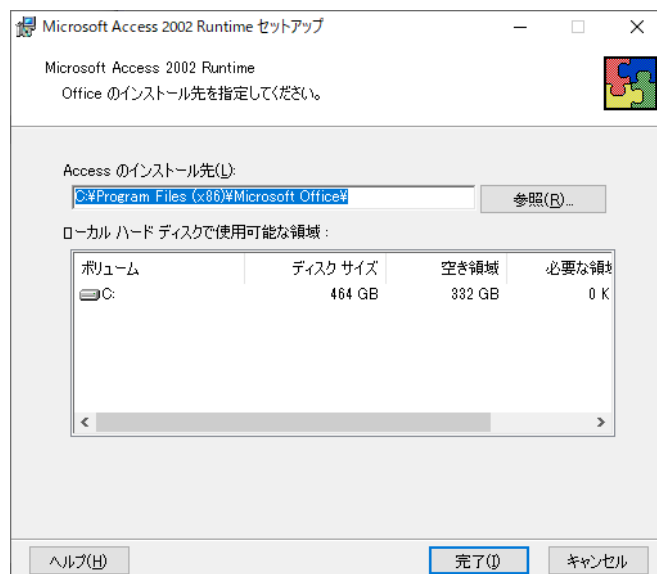 Microsoft Access 2002 Runtime セットアップ
Microsoft Access 2002 Runtime
Office のインストール先を指定してください。
Access のインストール先(L):
C:¥Program Files (x86)¥Microsoft Office¥
参照(R)...
ローカル ハード ディスクで使用可能な領域 :
ボリューム ディスク サイズ 空き領域 必要な領域
C: 464 GB 332 GB 0 K
ヘルプ(H) 完了(I) キャンセル